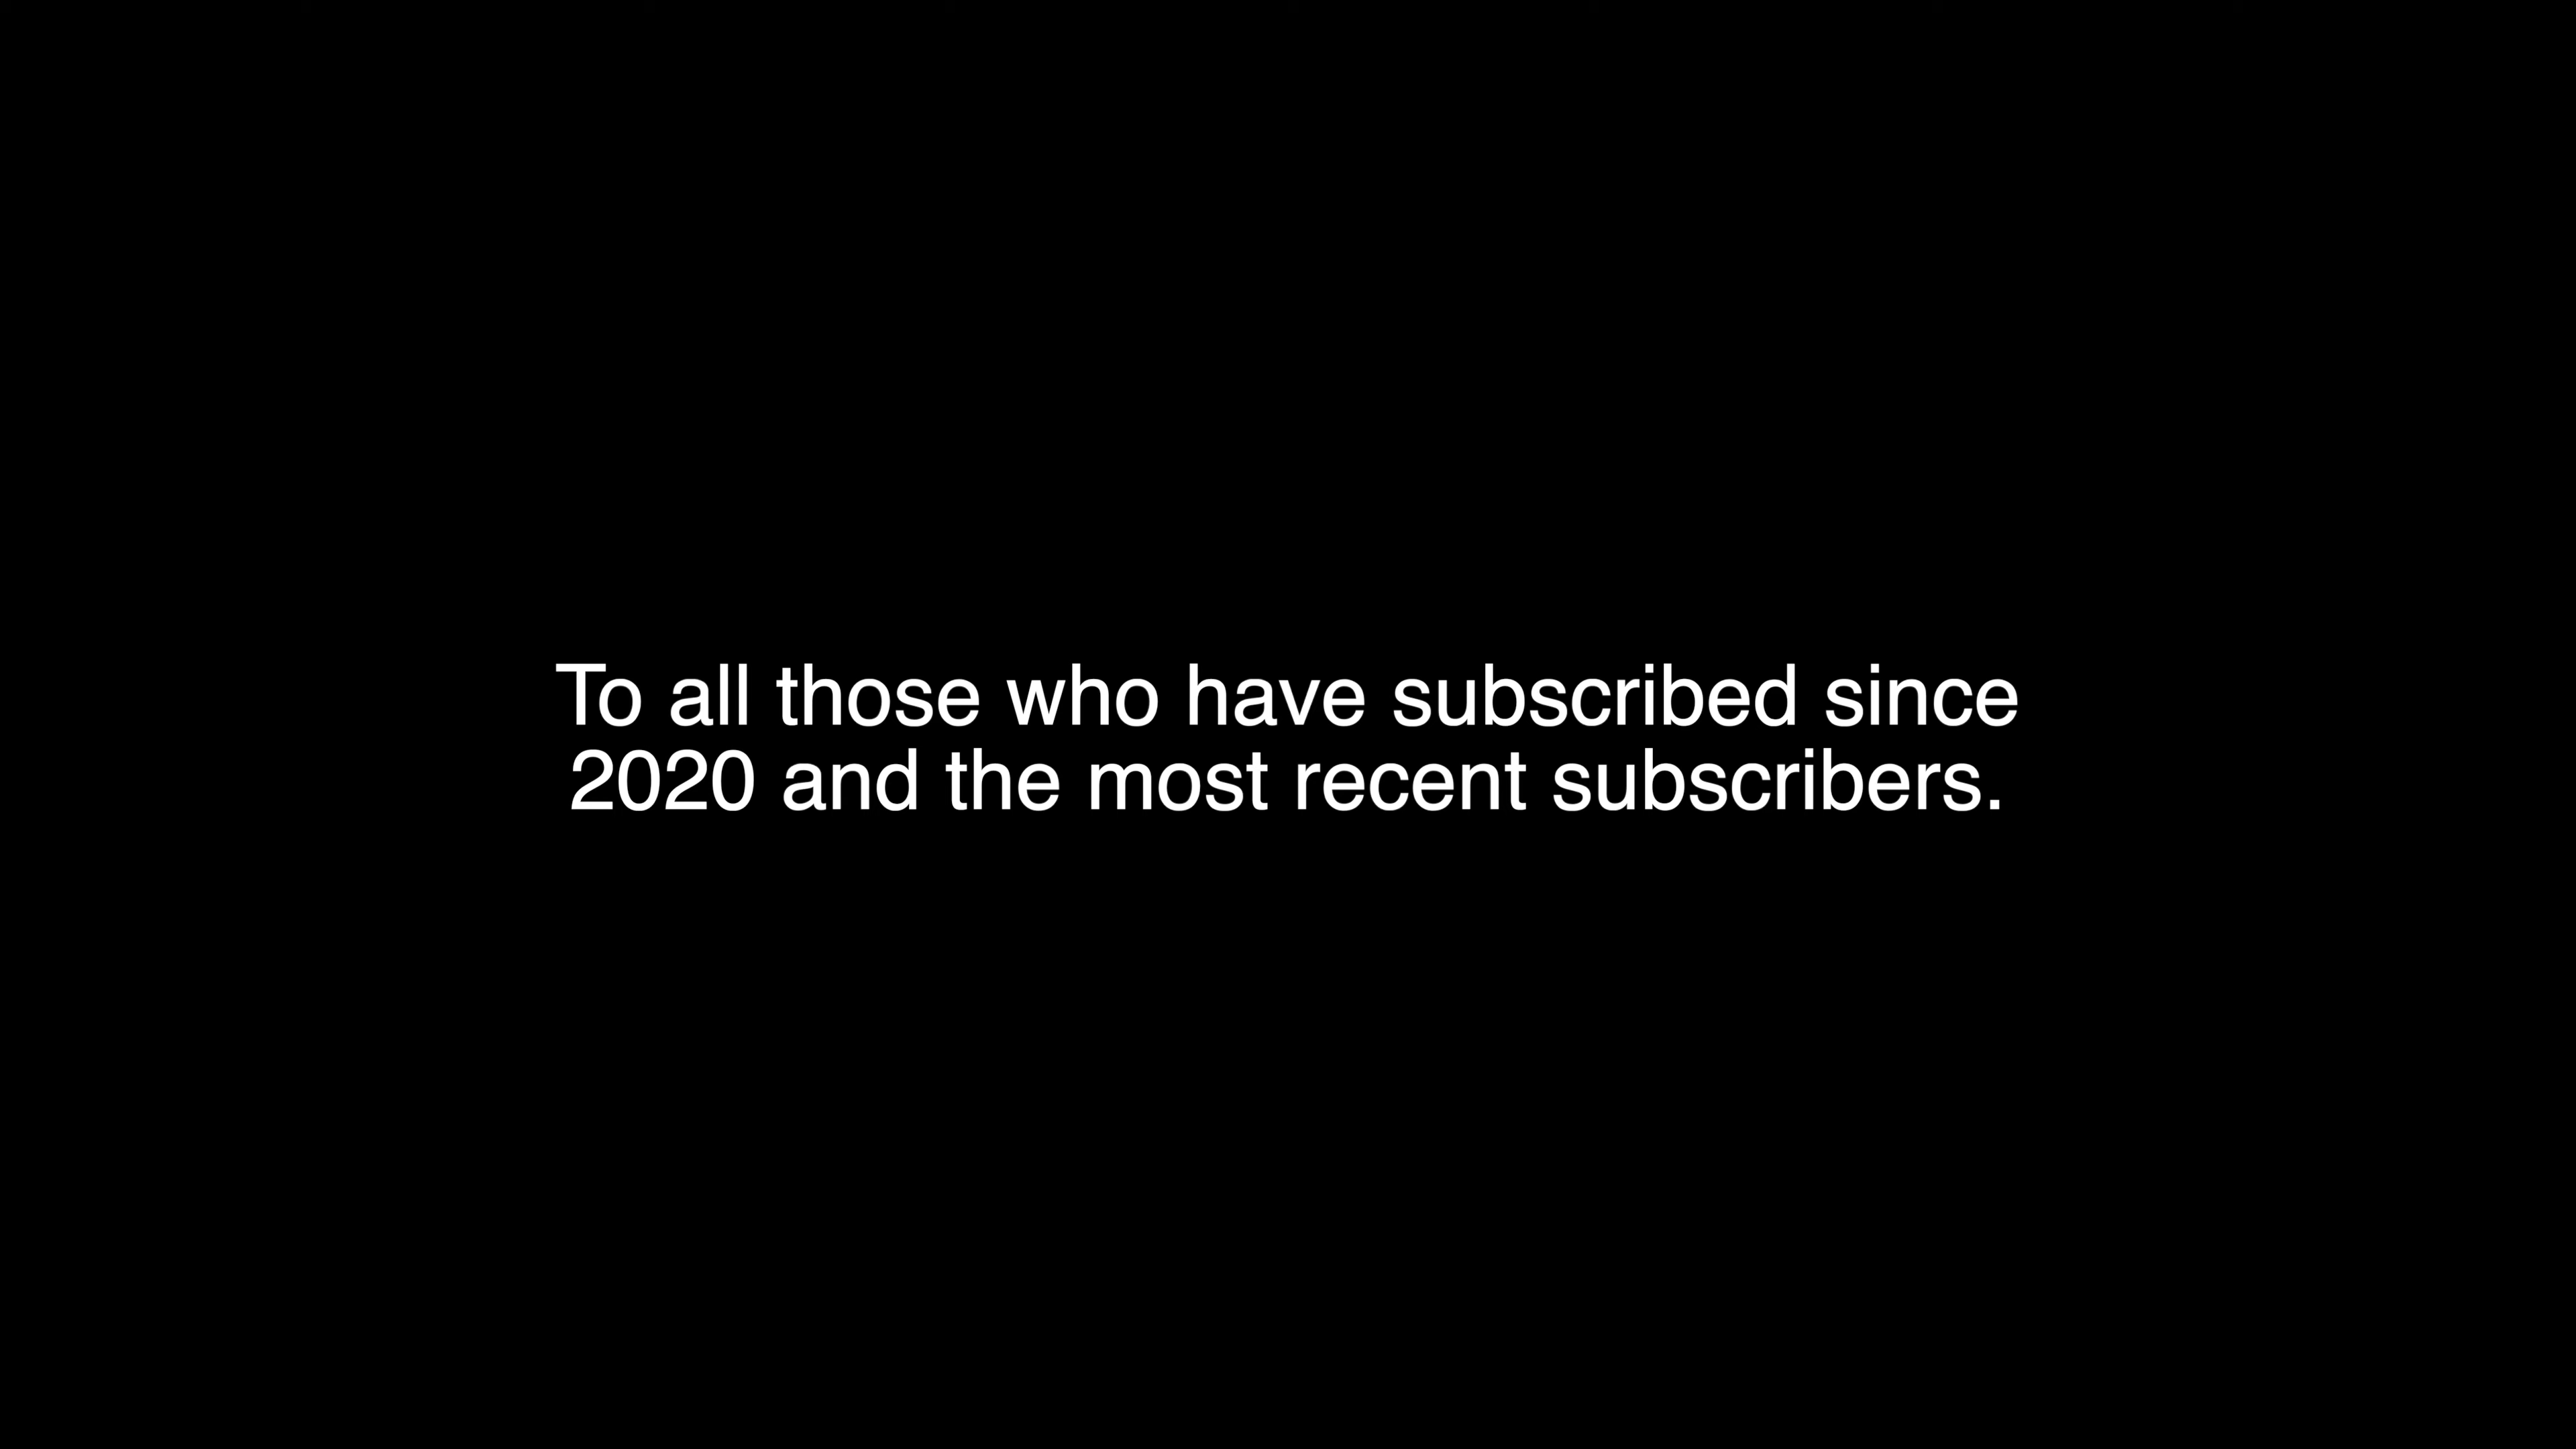 To all those who have subscribed since
2020 and the most recent subscribers.